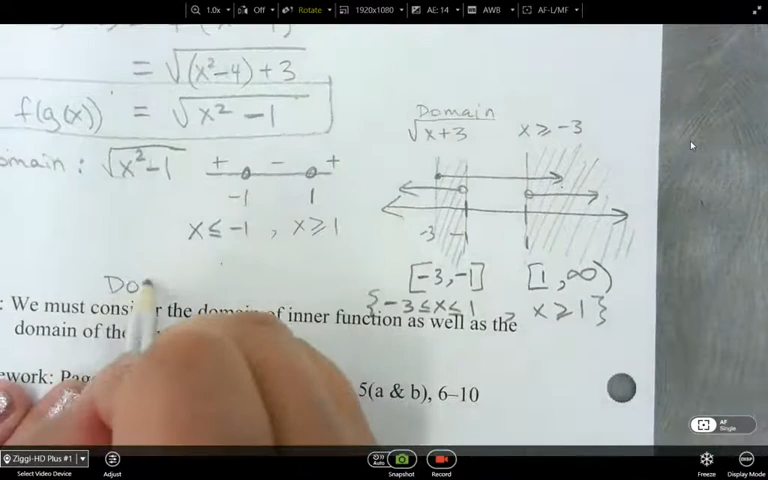 1.0x Off Rotate 1920x1080 AE: 14 AWB AF-L/MF
= √(x²-4)+3
f(g(x)) = √x² -1
omain : √x²-1
+ - +
-1 1
x ≤ -1 , x ≥ 1
Domain
√x+3 x ≥ -3
-3 -1 1
[-3,-1] [1,∞)
{-3≤x≤1 , x≥1}
Do
: We must consider the domain of inner function as well as the
domain of the
ework: Pag 5(a & b), 6–10
AF
Single
Ziggi-HD Plus #1
Select Video Device
Adjust
Auto
Snapshot
Record
Freeze
DISP
Display Mode